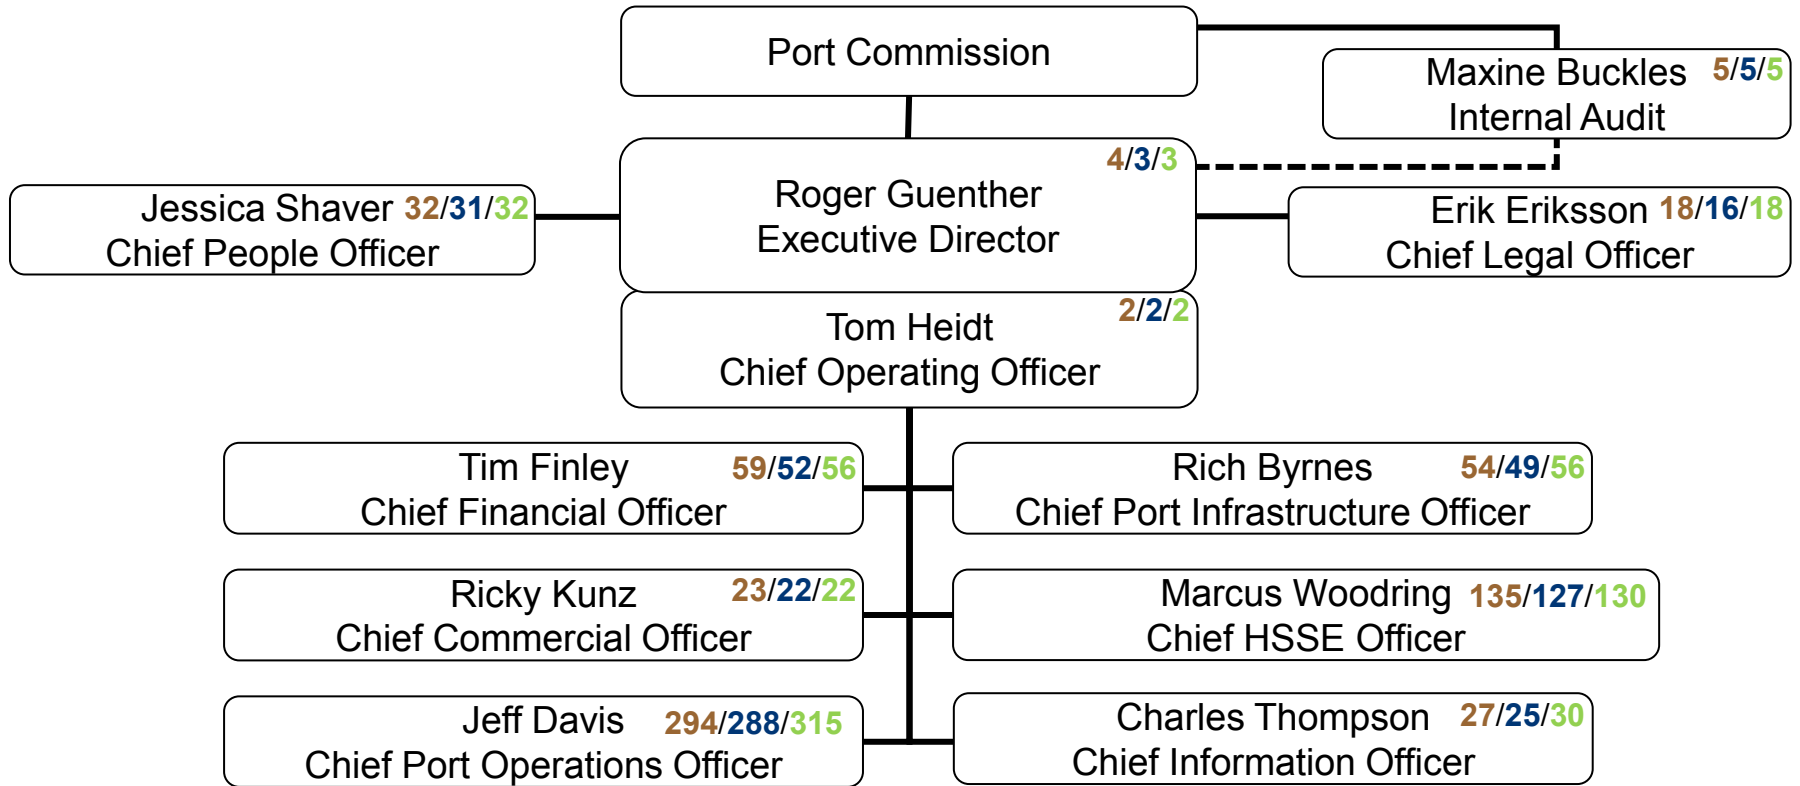 Port Commission
Maxine Buckles 5/5/5
Internal Audit
4/3/3
Roger Guenther
Executive Director
Jessica Shaver 32/31/32
Chief People Officer
Erik Eriksson 18/16/18
Chief Legal Officer
2/2/2
Tom Heidt
Chief Operating Officer
Tim Finley 59/52/56
Chief Financial Officer
Rich Byrnes 54/49/56
Chief Port Infrastructure Officer
Ricky Kunz 23/22/22
Chief Commercial Officer
Marcus Woodring 135/127/130
Chief HSSE Officer
Jeff Davis 294/288/315
Chief Port Operations Officer
Charles Thompson 27/25/30
Chief Information Officer